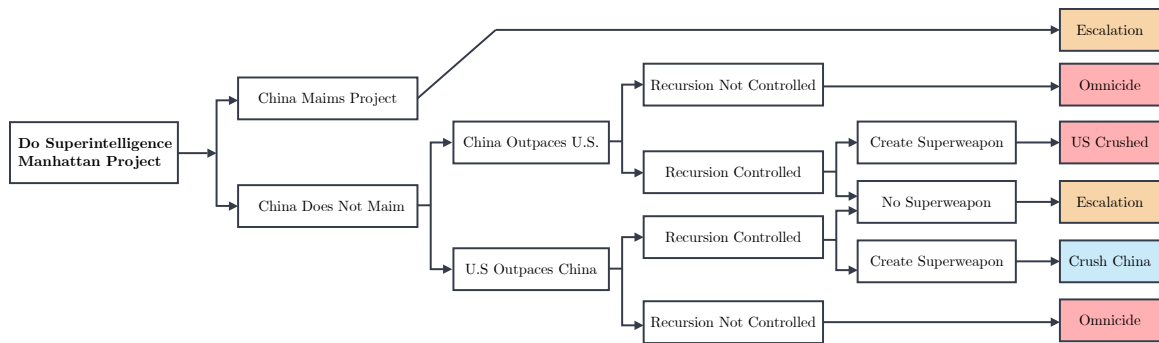 Escalation
China Maims Project
Recursion Not Controlled
Omnicide
Do Superintelligence
Manhattan Project
China Outpaces U.S.
Create Superweapon
US Crushed
Recursion Controlled
China Does Not Maim
No Superweapon
Escalation
Recursion Controlled
U.S Outpaces China
Create Superweapon
Crush China
Recursion Not Controlled
Omnicide